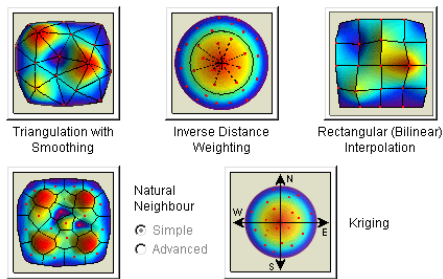 Triangulation with
Smoothing
Inverse Distance
Weighting
Rectangular (Bilinear)
Interpolation
Natural
Neighbour
Simple
Advanced
N
W
E
S
Kriging